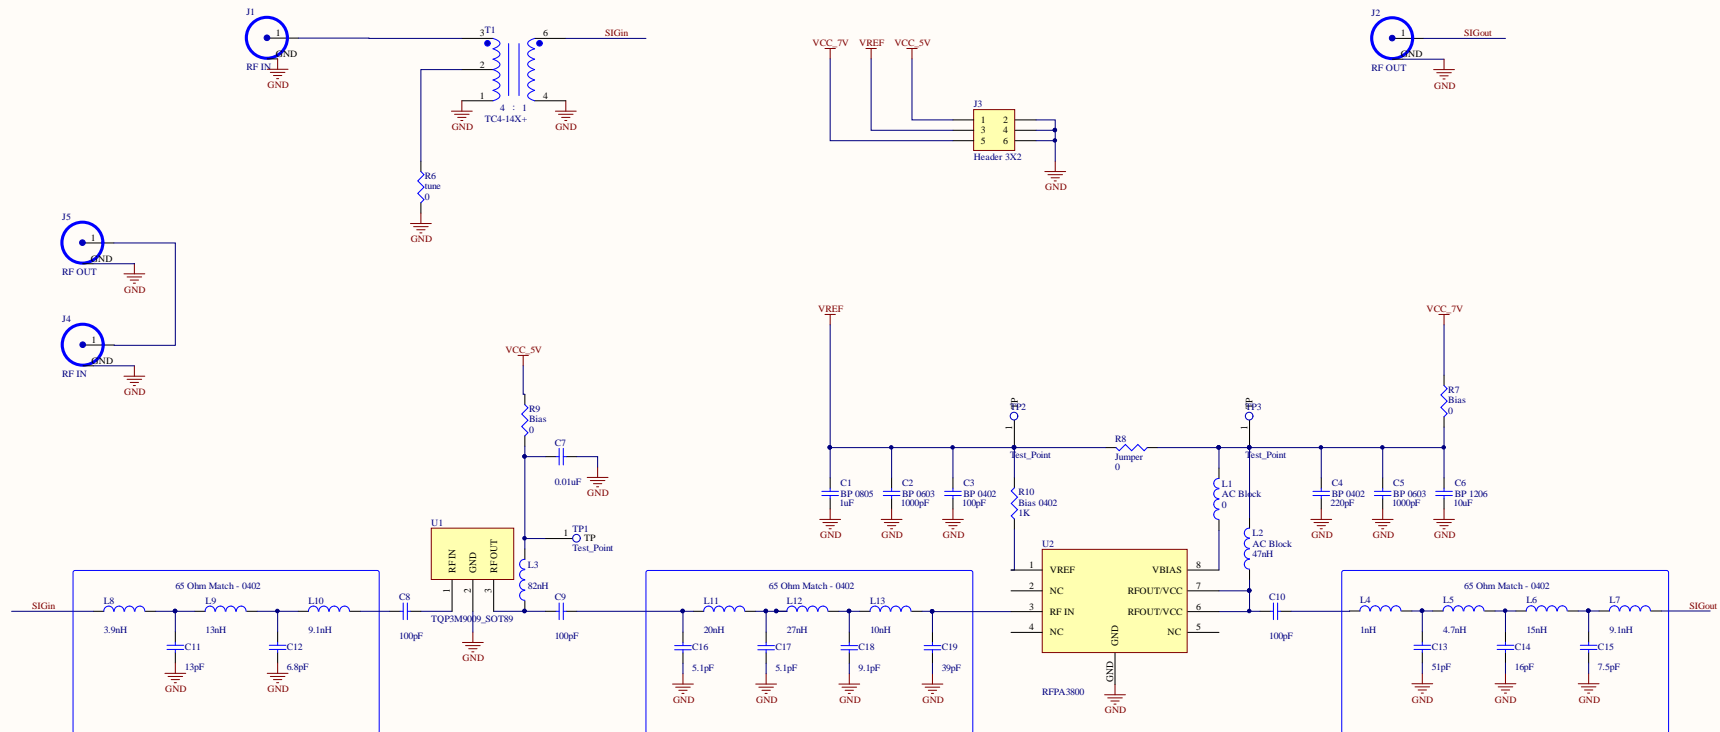 J1
1
GND
RF IN
GND
T1
3
2
1
6
4
4 : 1
TC4-14X+
GND
GND
SIGin
R6
tune
0
GND
VCC_7V
VREF
VCC_5V
J3
1 2
3 4
5 6
Header 3X2
GND
J2
1
GND
RF OUT
GND
SIGout
J5
1
GND
RF OUT
GND
J4
1
GND
RF IN
GND
VCC_5V
R9
Bias
0
C7
0.01uF
GND
TP1
1
TP
Test_Point
L3
82nH
U1
RF IN
GND
RF OUT
1
2
3
TQP3M9009_SOT89
GND
SIGin
65 Ohm Match - 0402
L8
3.9nH
L9
13nH
L10
9.1nH
C11
13pF
GND
C12
6.8pF
GND
C8
100pF
C9
100pF
65 Ohm Match - 0402
L11
20nH
L12
27nH
L13
10nH
C16
5.1pF
GND
C17
5.1pF
GND
C18
9.1pF
GND
C19
39pF
GND
VREF
C1
BP 0805
1uF
GND
C2
BP 0603
1000pF
GND
C3
BP 0402
100pF
GND
TP
TP2
1
Test_Point
R10
Bias 0402
1K
R8
Jumper
0
TP
TP3
1
Test_Point
L1
AC Block
0
L2
AC Block
47nH
VCC_7V
R7
Bias
0
C4
BP 0402
220pF
GND
C5
BP 0603
1000pF
GND
C6
BP 1206
10uF
GND
U2
1 VREF
2 NC
3 RF IN
4 NC
VBIAS 8
RFOUT/VCC 7
RFOUT/VCC 6
NC 5
GND
GND
RFPA3800
GND
C10
100pF
65 Ohm Match - 0402
L4
1nH
L5
4.7nH
L6
15nH
L7
9.1nH
C13
51pF
GND
C14
16pF
GND
C15
7.5pF
GND
SIGout